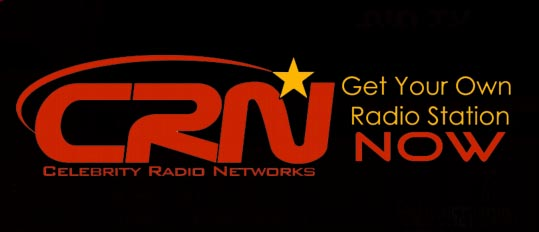 CRN
CELEBRITY RADIO NETWORKS
Get Your Own
Radio Station
NOW